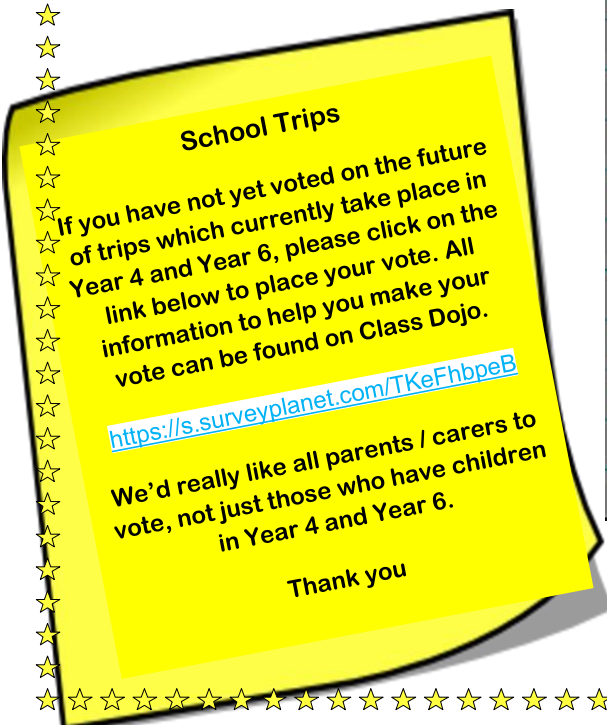 School Trips
If you have not yet voted on the future
of trips which currently take place in
Year 4 and Year 6, please click on the
link below to place your vote. All
information to help you make your
vote can be found on Class Dojo.
https://s.surveyplanet.com/TKeFhbpeB
We’d really like all parents / carers to
vote, not just those who have children
in Year 4 and Year 6.
Thank you